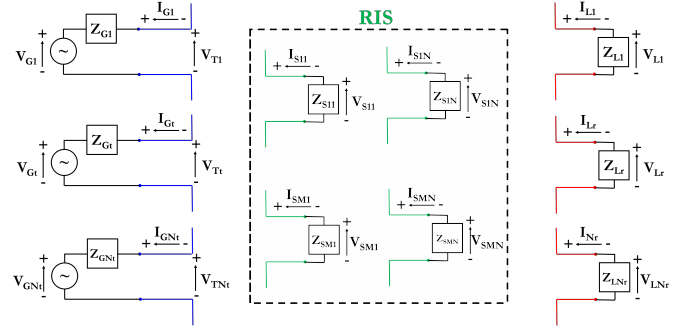 RIS
I_G1
+ -
Z_G1
+
V_G1
-
~
+
V_T1
-
I_Gt
+ -
Z_Gt
+
V_Gt
-
~
+
V_Tt
-
I_GNt
+ -
Z_GNt
+
V_GNt
-
~
+
V_TNt
-
I_S11
+ -
Z_S11
+
V_S11
-
I_S1N
+ -
Z_S1N
+
V_S1N
-
I_SM1
+ -
Z_SM1
+
V_SM1
-
I_SMN
+ -
Z_SMN
+
V_SMN
-
I_L1
+ -
Z_L1
+
V_L1
-
I_Lr
+ -
Z_Lr
+
V_Lr
-
I_Nr
+ -
Z_LNr
+
V_LNr
-